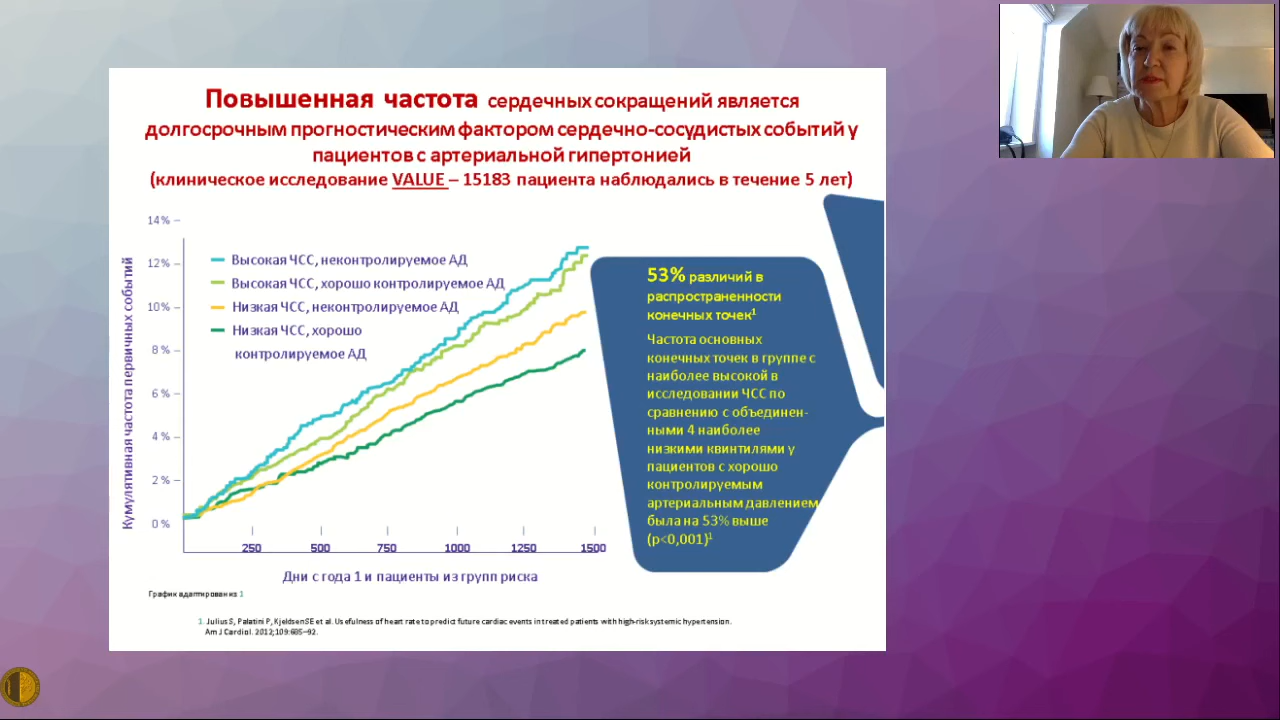 Повышенная частота сердечных сокращений является
долгосрочным прогностическим фактором сердечно-сосудистых событий у
пациентов с артериальной гипертонией
(клиническое исследование VALUE – 15183 пациента наблюдались в течение 5 лет)
Кумулятивная частота первичных событий
14 %
12 %
10 %
8 %
6 %
4 %
2 %
0 %
Высокая ЧСС, неконтролируемое АД
Высокая ЧСС, хорошо контролируемое АД
Низкая ЧСС, неконтролируемое АД
Низкая ЧСС, хорошо
контролируемое АД
250 500 750 1000 1250 1500
Дни с года 1 и пациенты из групп риска
53% различий в
распространенности
конечных точек¹
Частота основных
конечных точек в группе с
наиболее высокой в
исследовании ЧСС по
сравнению с объединен-
ными 4 наиболее
низкими квинтилями у
пациентов с хорошо
контролируемым
артериальным давлением
была на 53% выше
(p<0,001)¹
График адаптирован из 1
1. Julius S, Palatini P, Kjeldsen SE et al. Usefulness of heart rate to predict future cardiac events in treated patients with high-risk systemic hypertension.
Am J Cardiol. 2012;109:685–92.